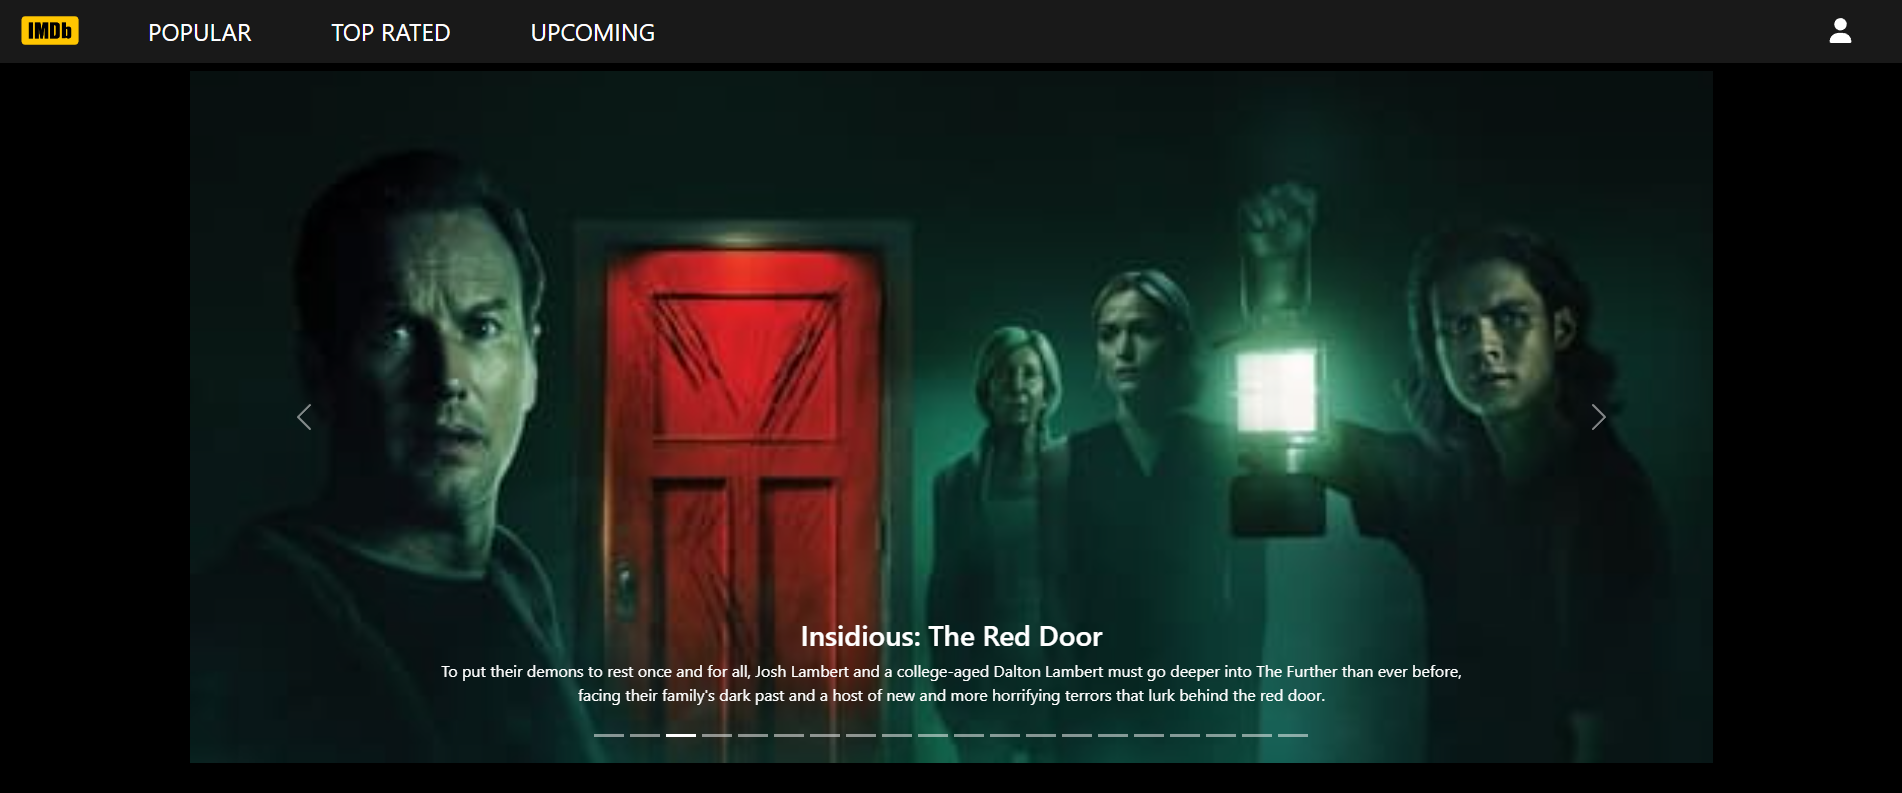 IMDb
POPULAR
TOP RATED
UPCOMING
Insidious: The Red Door
To put their demons to rest once and for all, Josh Lambert and a college-aged Dalton Lambert must go deeper into The Further than ever before,
facing their family's dark past and a host of new and more horrifying terrors that lurk behind the red door.